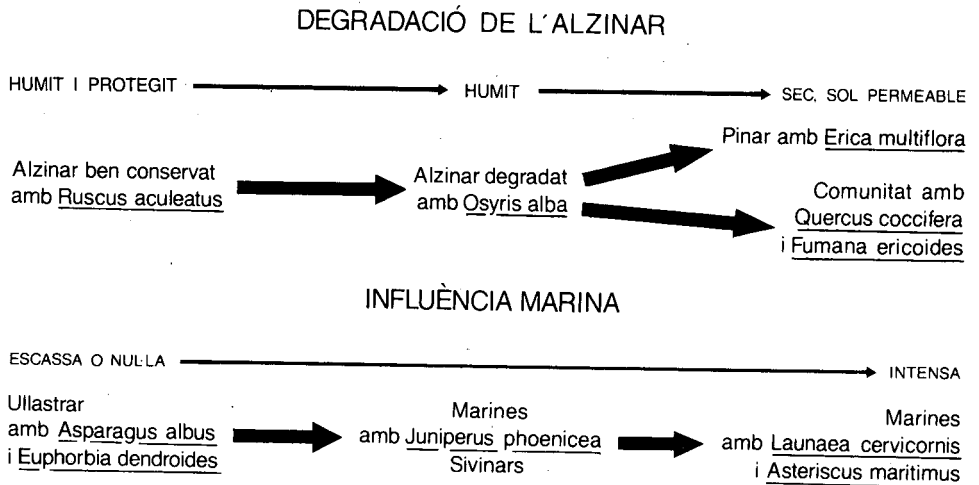 DEGRADACIÓ DE L'ALZINAR
HUMIT I PROTEGIT
HUMIT
SEC, SOL PERMEABLE
Alzinar ben conservat
amb Ruscus aculeatus
Alzinar degradat
amb Osyris alba
Pinar amb Erica multiflora
Comunitat amb
Quercus coccifera
i Fumana ericoides
INFLUÈNCIA MARINA
ESCASSA O NUL·LA
INTENSA
Ullastrar
amb Asparagus albus
i Euphorbia dendroides
Marines
amb Juniperus phoenicea
Sivinars
Marines
amb Launaea cervicornis
i Asteriscus maritimus